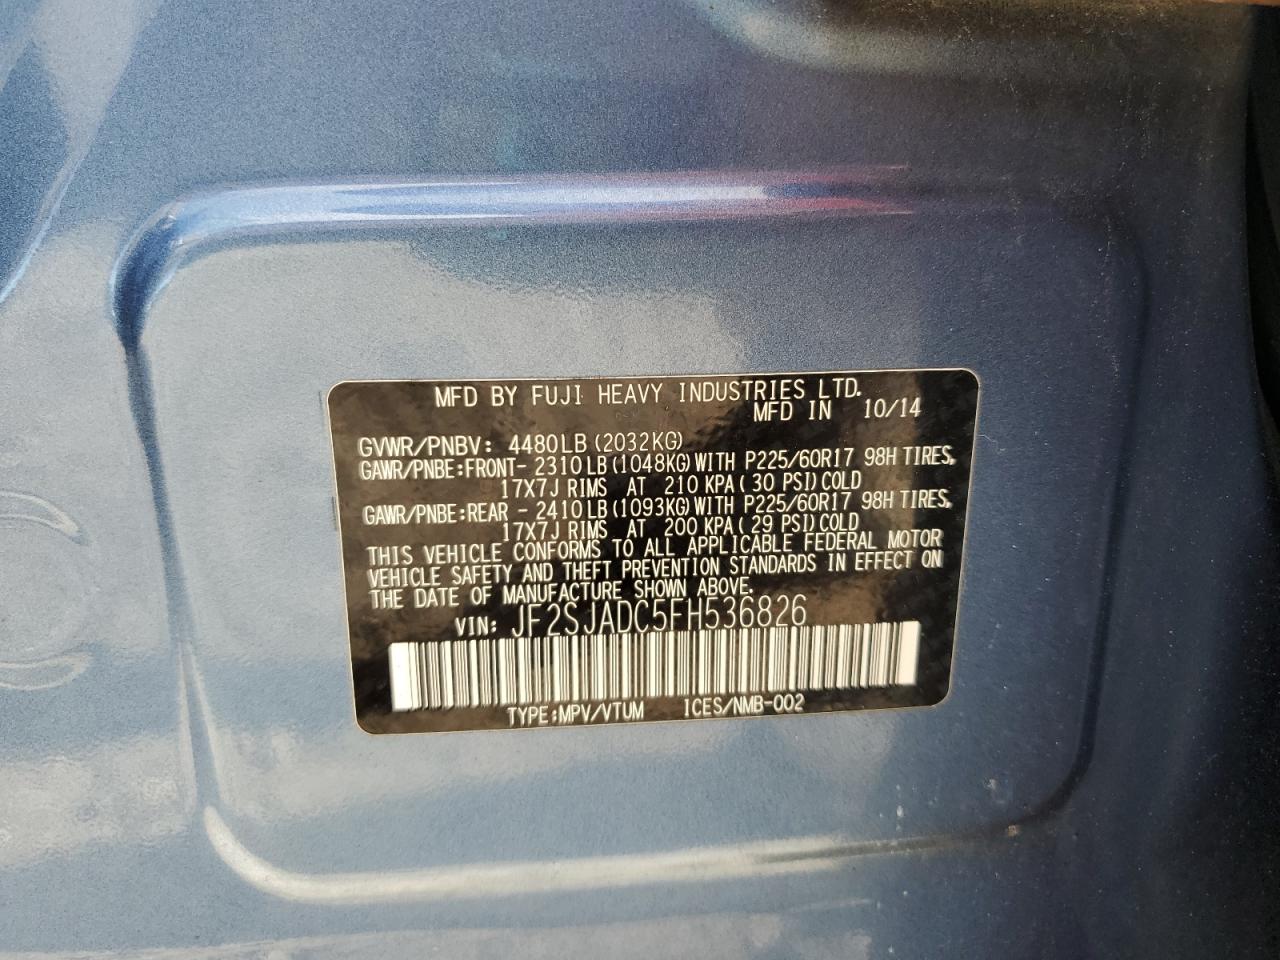 MFD BY FUJI HEAVY INDUSTRIES LTD.
MFD IN 10/14
GVWR/PNBV: 4480LB (2032KG)
GAWR/PNBE:FRONT- 2310LB (1048KG) WITH P225/60R17 98H TIRES,
17X7J RIMS AT 210 KPA ( 30 PSI) COLD
GAWR/PNBE:REAR - 2410LB (1093KG) WITH P225/60R17 98H TIRES,
17X7J RIMS AT 200 KPA ( 29 PSI) COLD
THIS VEHICLE CONFORMS TO ALL APPLICABLE FEDERAL MOTOR
VEHICLE SAFETY AND THEFT PREVENTION STANDARDS IN EFFECT ON
THE DATE OF MANUFACTURE SHOWN ABOVE.
VIN: JF2SJADC5FH536826
TYPE:MPV/VTUM ICES/NMB-002